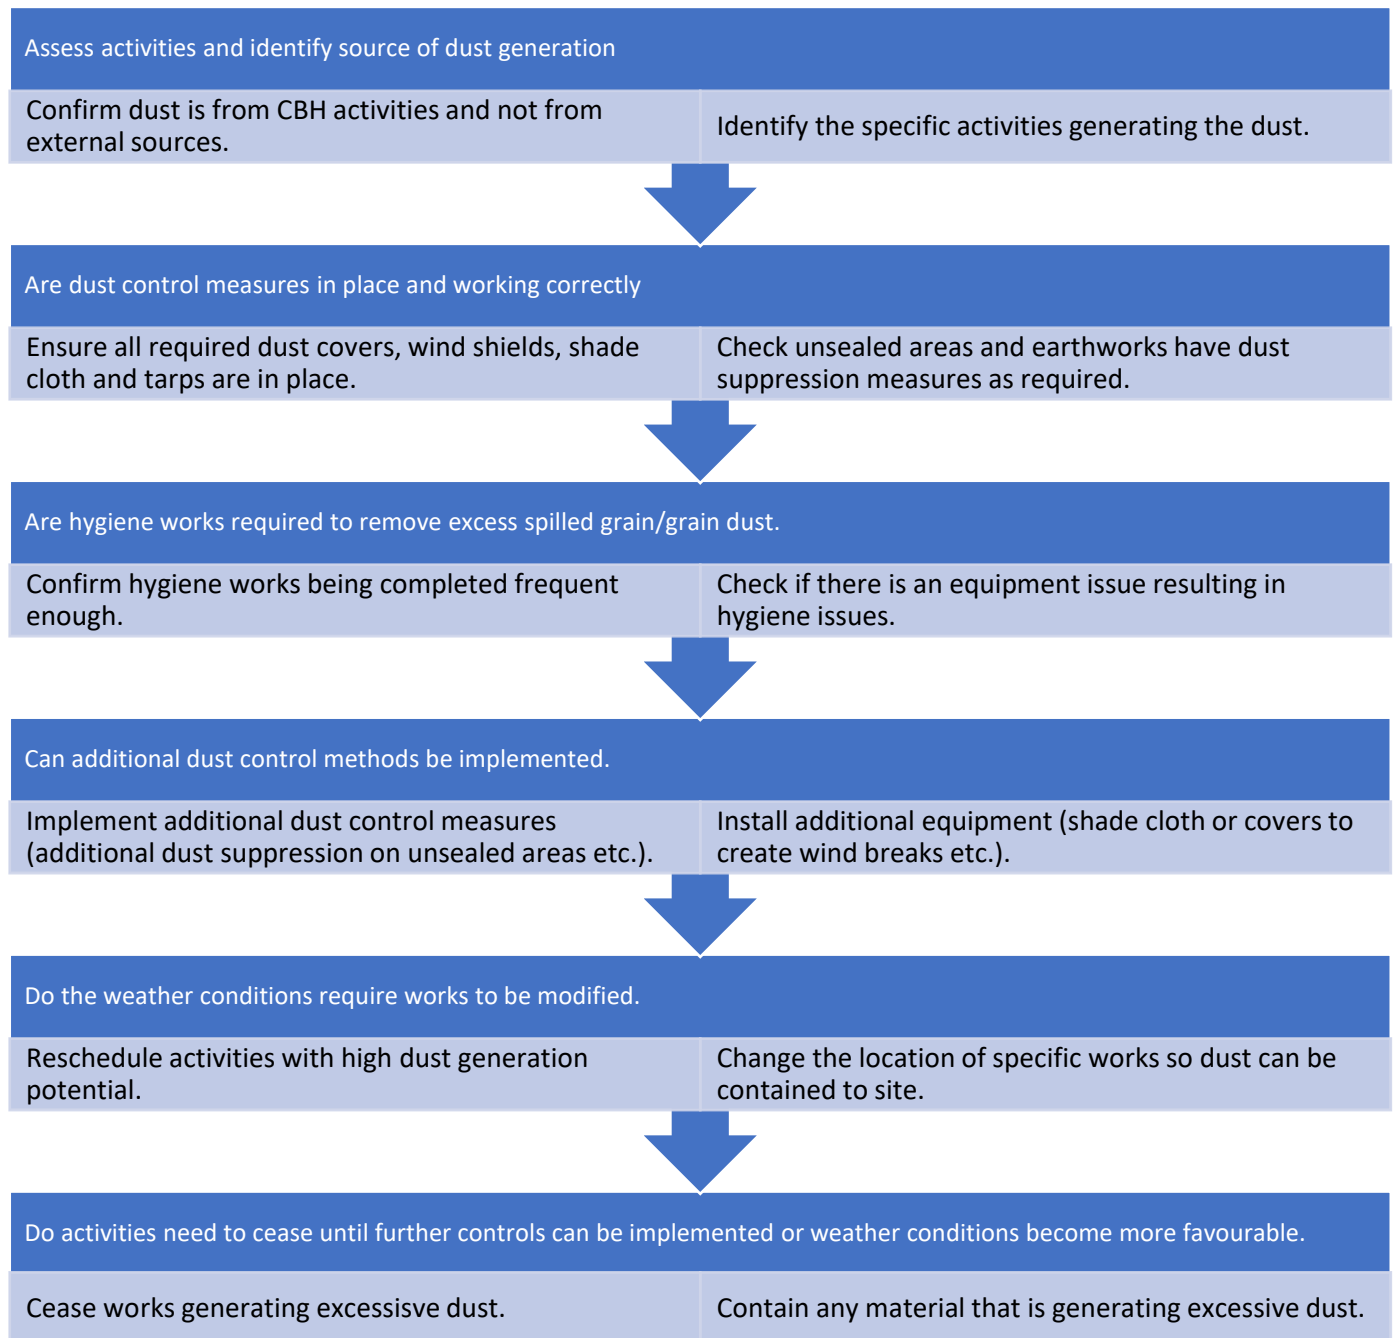 Assess activities and identify source of dust generation
Confirm dust is from CBH activities and not from
external sources.
Identify the specific activities generating the dust.
Are dust control measures in place and working correctly
Ensure all required dust covers, wind shields, shade
cloth and tarps are in place.
Check unsealed areas and earthworks have dust
suppression measures as required.
Are hygiene works required to remove excess spilled grain/grain dust.
Confirm hygiene works being completed frequent
enough.
Check if there is an equipment issue resulting in
hygiene issues.
Can additional dust control methods be implemented.
Implement additional dust control measures
(additional dust suppression on unsealed areas etc.).
Install additional equipment (shade cloth or covers to
create wind breaks etc.).
Do the weather conditions require works to be modified.
Reschedule activities with high dust generation
potential.
Change the location of specific works so dust can be
contained to site.
Do activities need to cease until further controls can be implemented or weather conditions become more favourable.
Cease works generating excessisve dust.
Contain any material that is generating excessive dust.